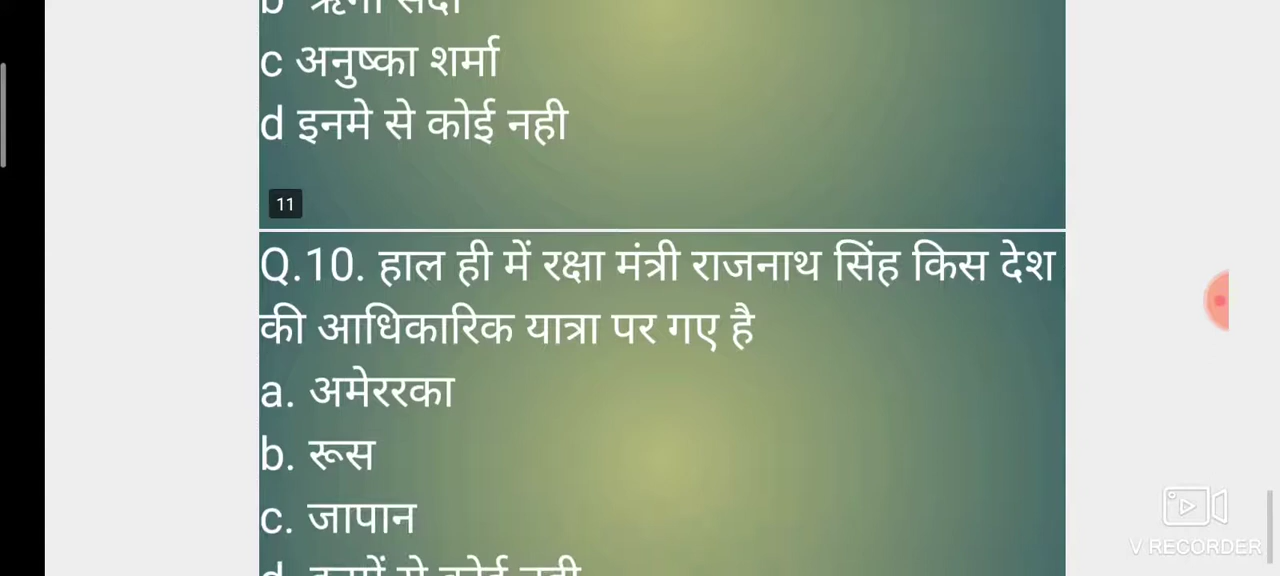 c अनुष्का शर्मा
d इनमे से कोई नही
11
Q.10. हाल ही में रक्षा मंत्री राजनाथ सिंह किस देश
की आधिकारिक यात्रा पर गए है
a. अमेररका
b. रूस
c. जापान
V RECORDER